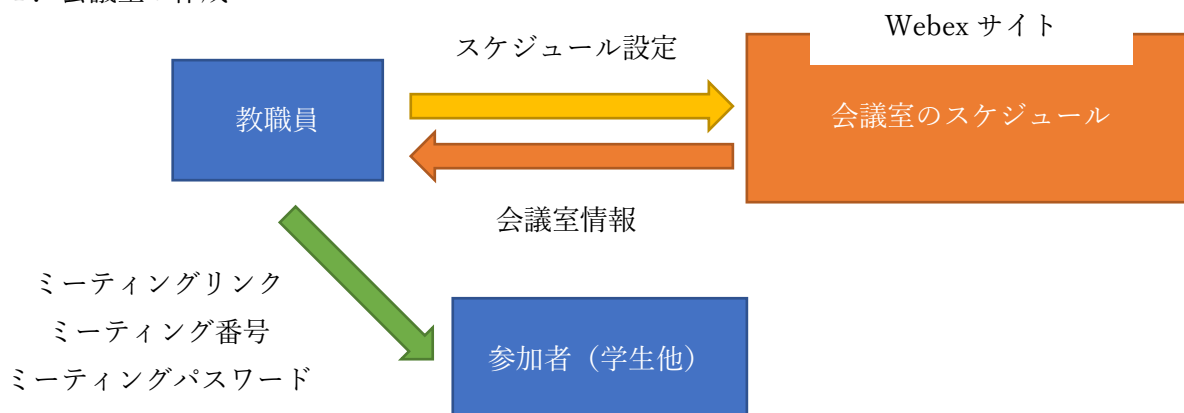 Webex サイト
スケジュール設定
教職員
会議室のスケジュール
会議室情報
ミーティングリンク
ミーティング番号
ミーティングパスワード
参加者（学生他）